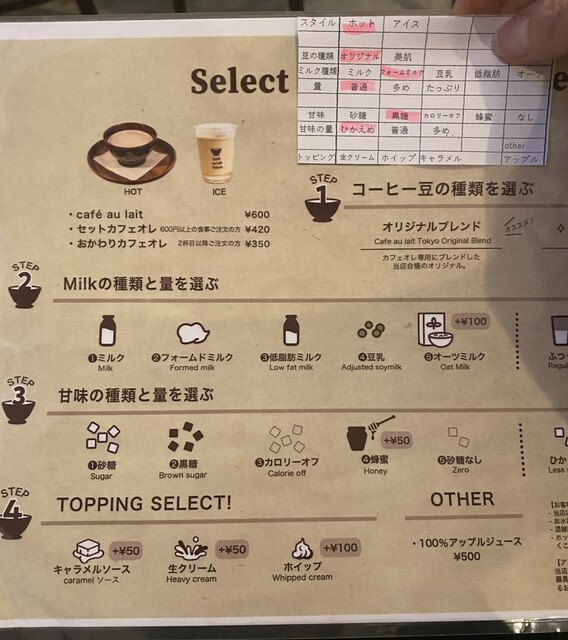 スタイル ホット アイス
豆の種類 オリジナル 美肌
ミルク種類 ミルク フォームミルク 豆乳 低脂肪 オーツ
量 普通 多め たっぷり
甘味 砂糖 黒糖 カロリーオフ 蜂蜜 なし
甘味の量 ひかえめ 普通 多め
other
トッピング 生クリーム ホイップ キャラメル アップル
Select
HOT
ICE
・café au lait ¥600
・セットカフェオレ 600円以上の食事ご注文の方 ¥420
・おかわりカフェオレ 2杯目以降ご注文の方 ¥350
STEP 1 コーヒー豆の種類を選ぶ
オリジナルブレンド
オススメ!
Cafe au lait Tokyo Original Blend
カフェオレ専用にブレンドした
当店自慢のオリジナル。
STEP 2 Milkの種類と量を選ぶ
+¥100
❶ミルク
Milk
❷フォームドミルク
Formed milk
❸低脂肪ミルク
Low fat milk
❹豆乳
Adjusted soymilk
❺オーツミルク
Oat Milk
ふつ
Regul
STEP 3 甘味の種類と量を選ぶ
+¥50
❶砂糖
Sugar
❷黒糖
Brown sugar
❸カロリーオフ
Calorie off
❹蜂蜜
Honey
❺砂糖なし
Zero
ひか
Less s
STEP 4 TOPPING SELECT!
+¥50
キャラメルソース
caramel ソース
+¥50
生クリーム
Heavy cream
+¥100
ホイップ
Whipped cream
OTHER
・100%アップルジュース
¥500